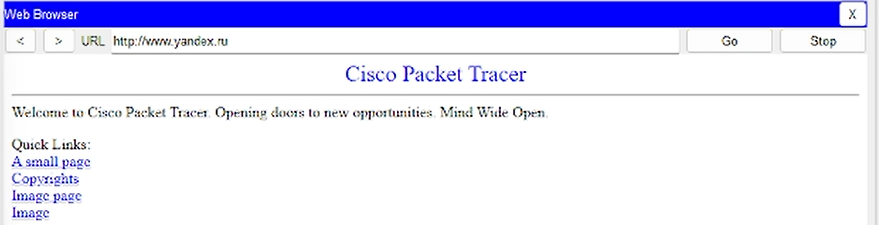 Web Browser X
< > URL http://www.yandex.ru Go Stop
Cisco Packet Tracer
Welcome to Cisco Packet Tracer. Opening doors to new opportunities. Mind Wide Open.
Quick Links:
A small page
Copyrights
Image page
Image